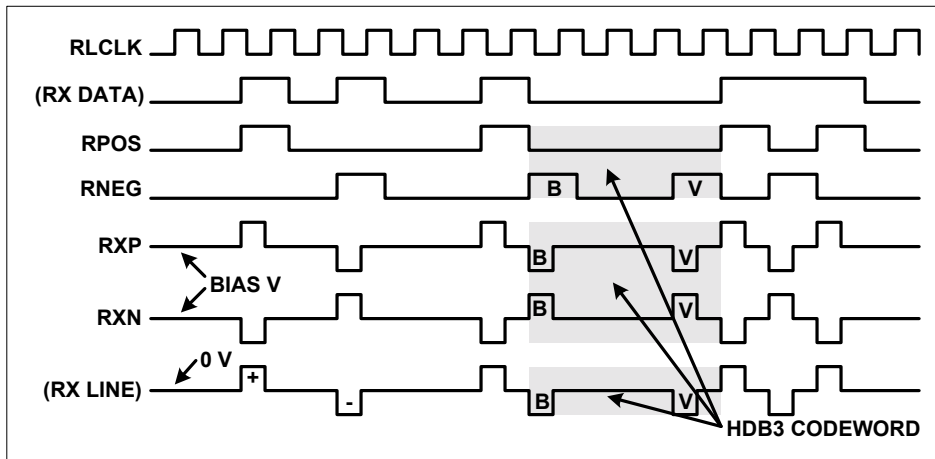 RLCLK
(RX DATA)
RPOS
RNEG
B
V
RXP
B
V
BIAS V
RXN
B
V
0 V
(RX LINE)
+
-
B
V
HDB3 CODEWORD